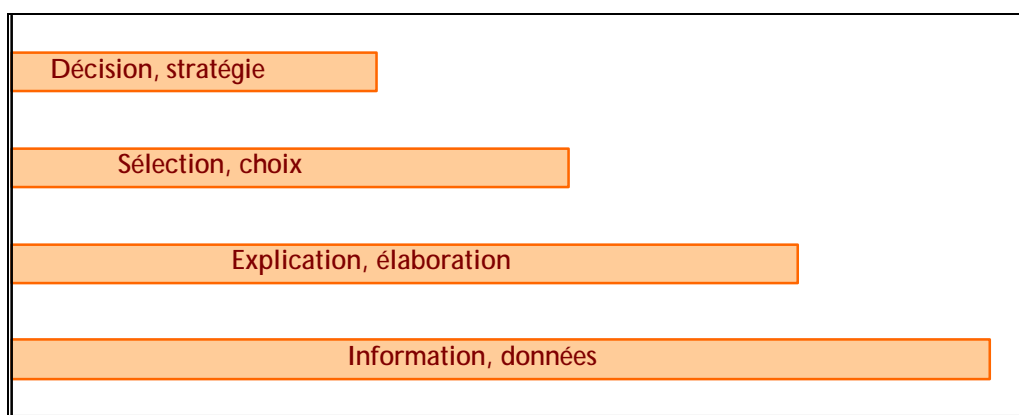 Décision, stratégie
Sélection, choix
Explication, élaboration
Information, données